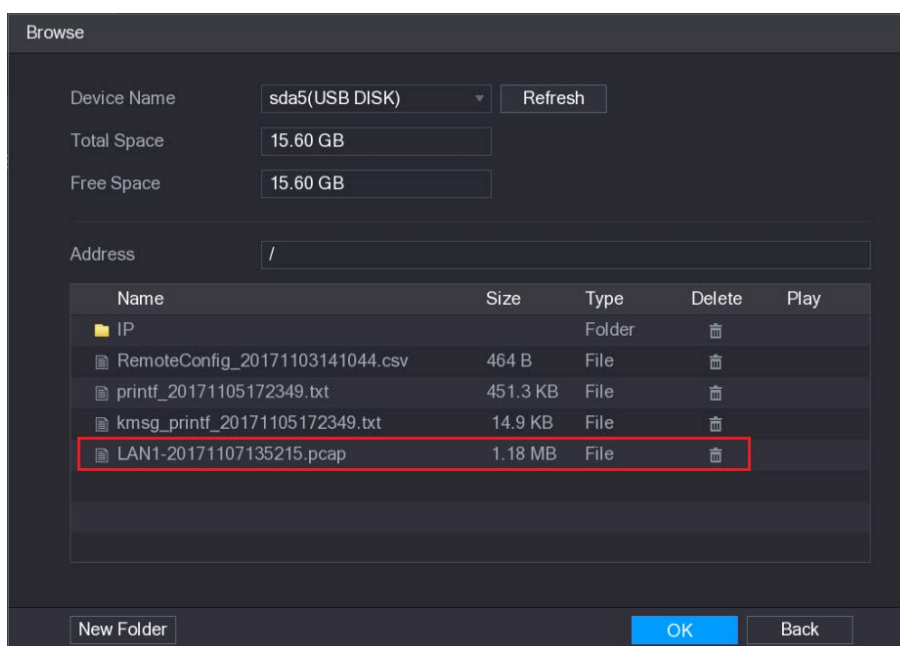 Browse
Device Name sda5(USB DISK) Refresh
Total Space 15.60 GB
Free Space 15.60 GB
Address /
Name Size Type Delete Play
IP Folder
RemoteConfig_20171103141044.csv 464 B File
printf_20171105172349.txt 451.3 KB File
kmsg_printf_20171105172349.txt 14.9 KB File
LAN1-20171107135215.pcap 1.18 MB File
New Folder OK Back